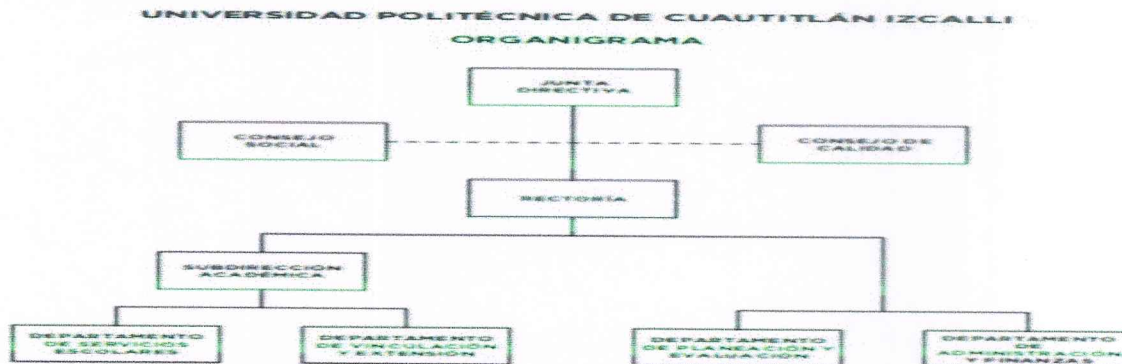 UNIVERSIDAD POLITÉCNICA DE CUAUTITLÁN IZCALLI
ORGANIGRAMA
JUNTA
DIRECTIVA
CONSEJO
SOCIAL
CONSEJO DE
CALIDAD
RECTORÍA
SUBDIRECCIÓN
ACADÉMICA
DEPARTAMENTO
DE SERVICIOS
ESCOLARES
DEPARTAMENTO
DE VINCULACIÓN
Y EXTENSIÓN
DEPARTAMENTO
DE PLANEACIÓN Y
EVALUACIÓN
DEPARTAMENTO
DE
ADMINISTRACIÓN
Y FINANZAS